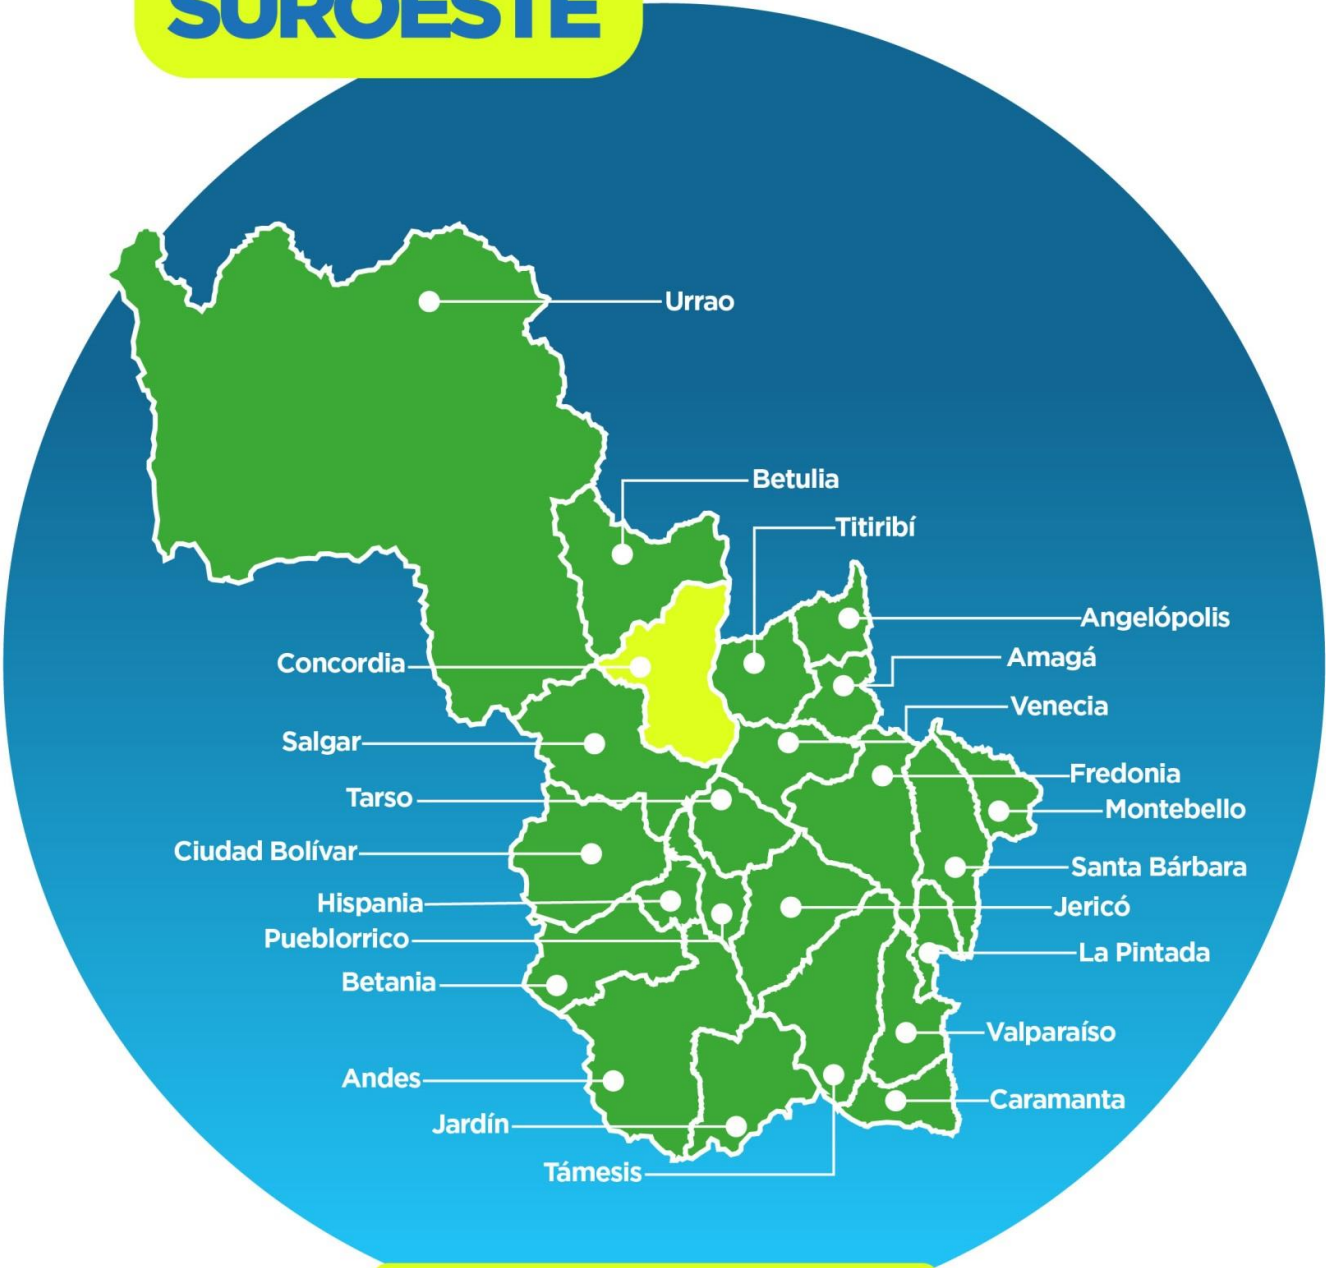 SUROESTE
Urrao
Betulia
Titiribí
Angelópolis
Concordia
Amagá
Venecia
Salgar
Fredonia
Tarso
Montebello
Ciudad Bolívar
Santa Bárbara
Hispania
Jericó
Pueblorrico
La Pintada
Betania
Valparaíso
Andes
Caramanta
Jardín
Támesis